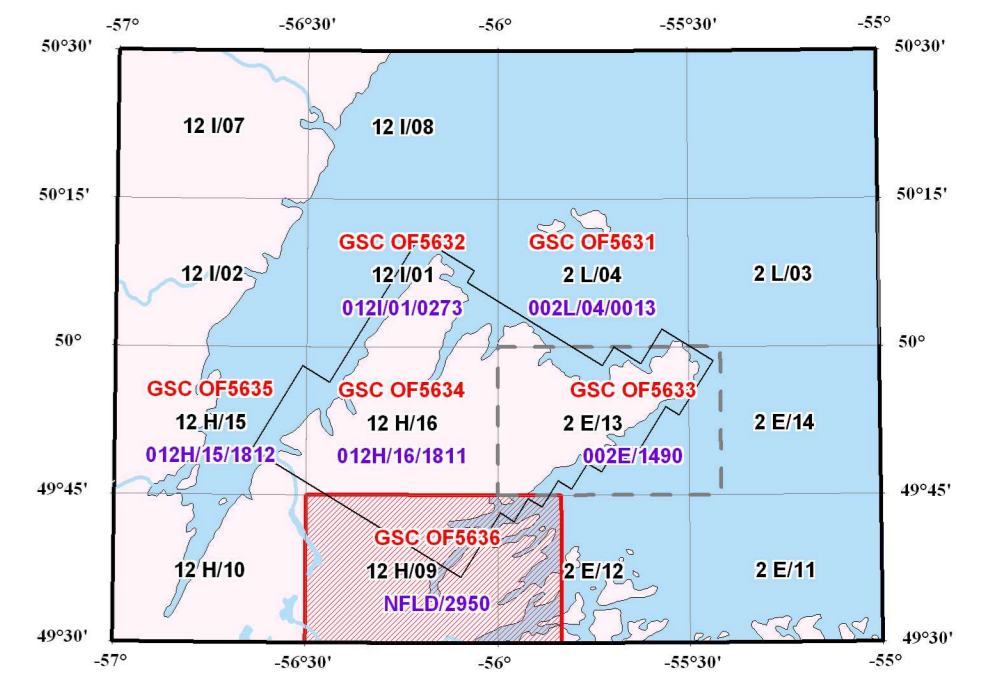 -57° -56°30' -56° -55°30' -55°
50°30' 50°30'
12 I/07 12 I/08
50°15' 50°15'
GSC OF5632 GSC OF5631
12 I/02 12 I/01 2 L/04 2 L/03
012I/01/0273 002L/04/0013
50° 50°
GSC OF5635 GSC OF5634 GSC OF5633
12 H/15 12 H/16 2 E/13 2 E/14
012H/15/1812 012H/16/1811 002E/1490
49°45' 49°45'
GSC OF5636
12 H/10 12 H/09 2 E/12 2 E/11
NFLD/2950
49°30' 49°30'
-57° -56°30' -56° -55°30' -55°